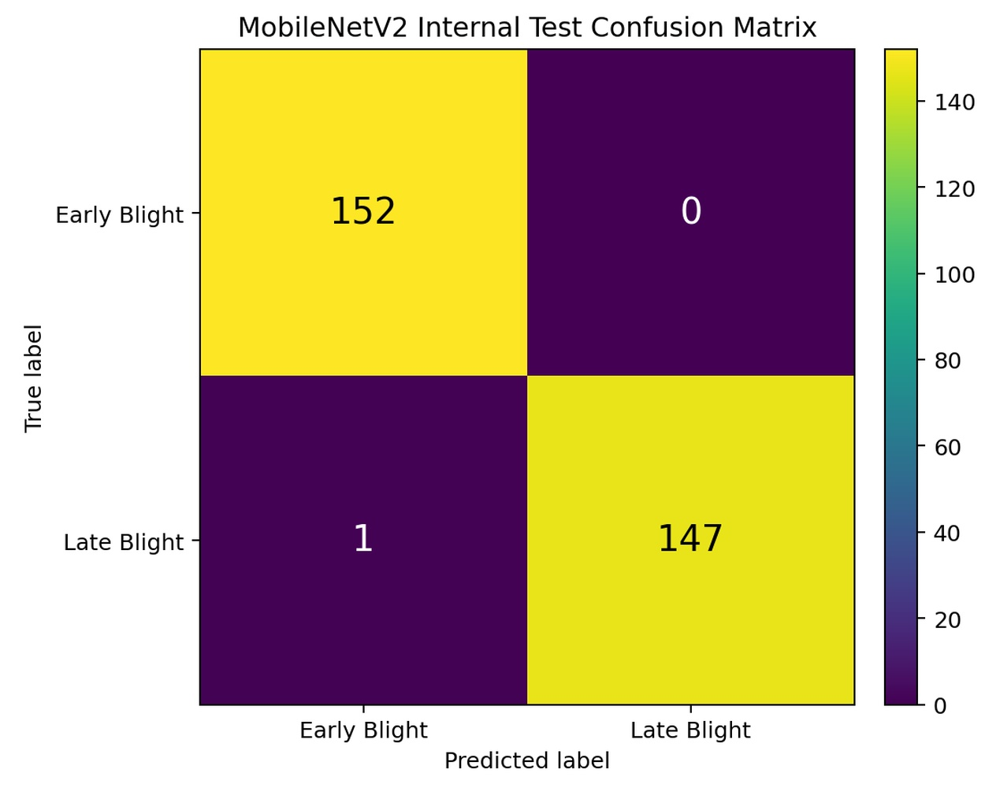 MobileNetV2 Internal Test Confusion Matrix
True label
Early Blight
152
0
Late Blight
1
147
Early Blight
Late Blight
Predicted label
140
120
100
80
60
40
20
0